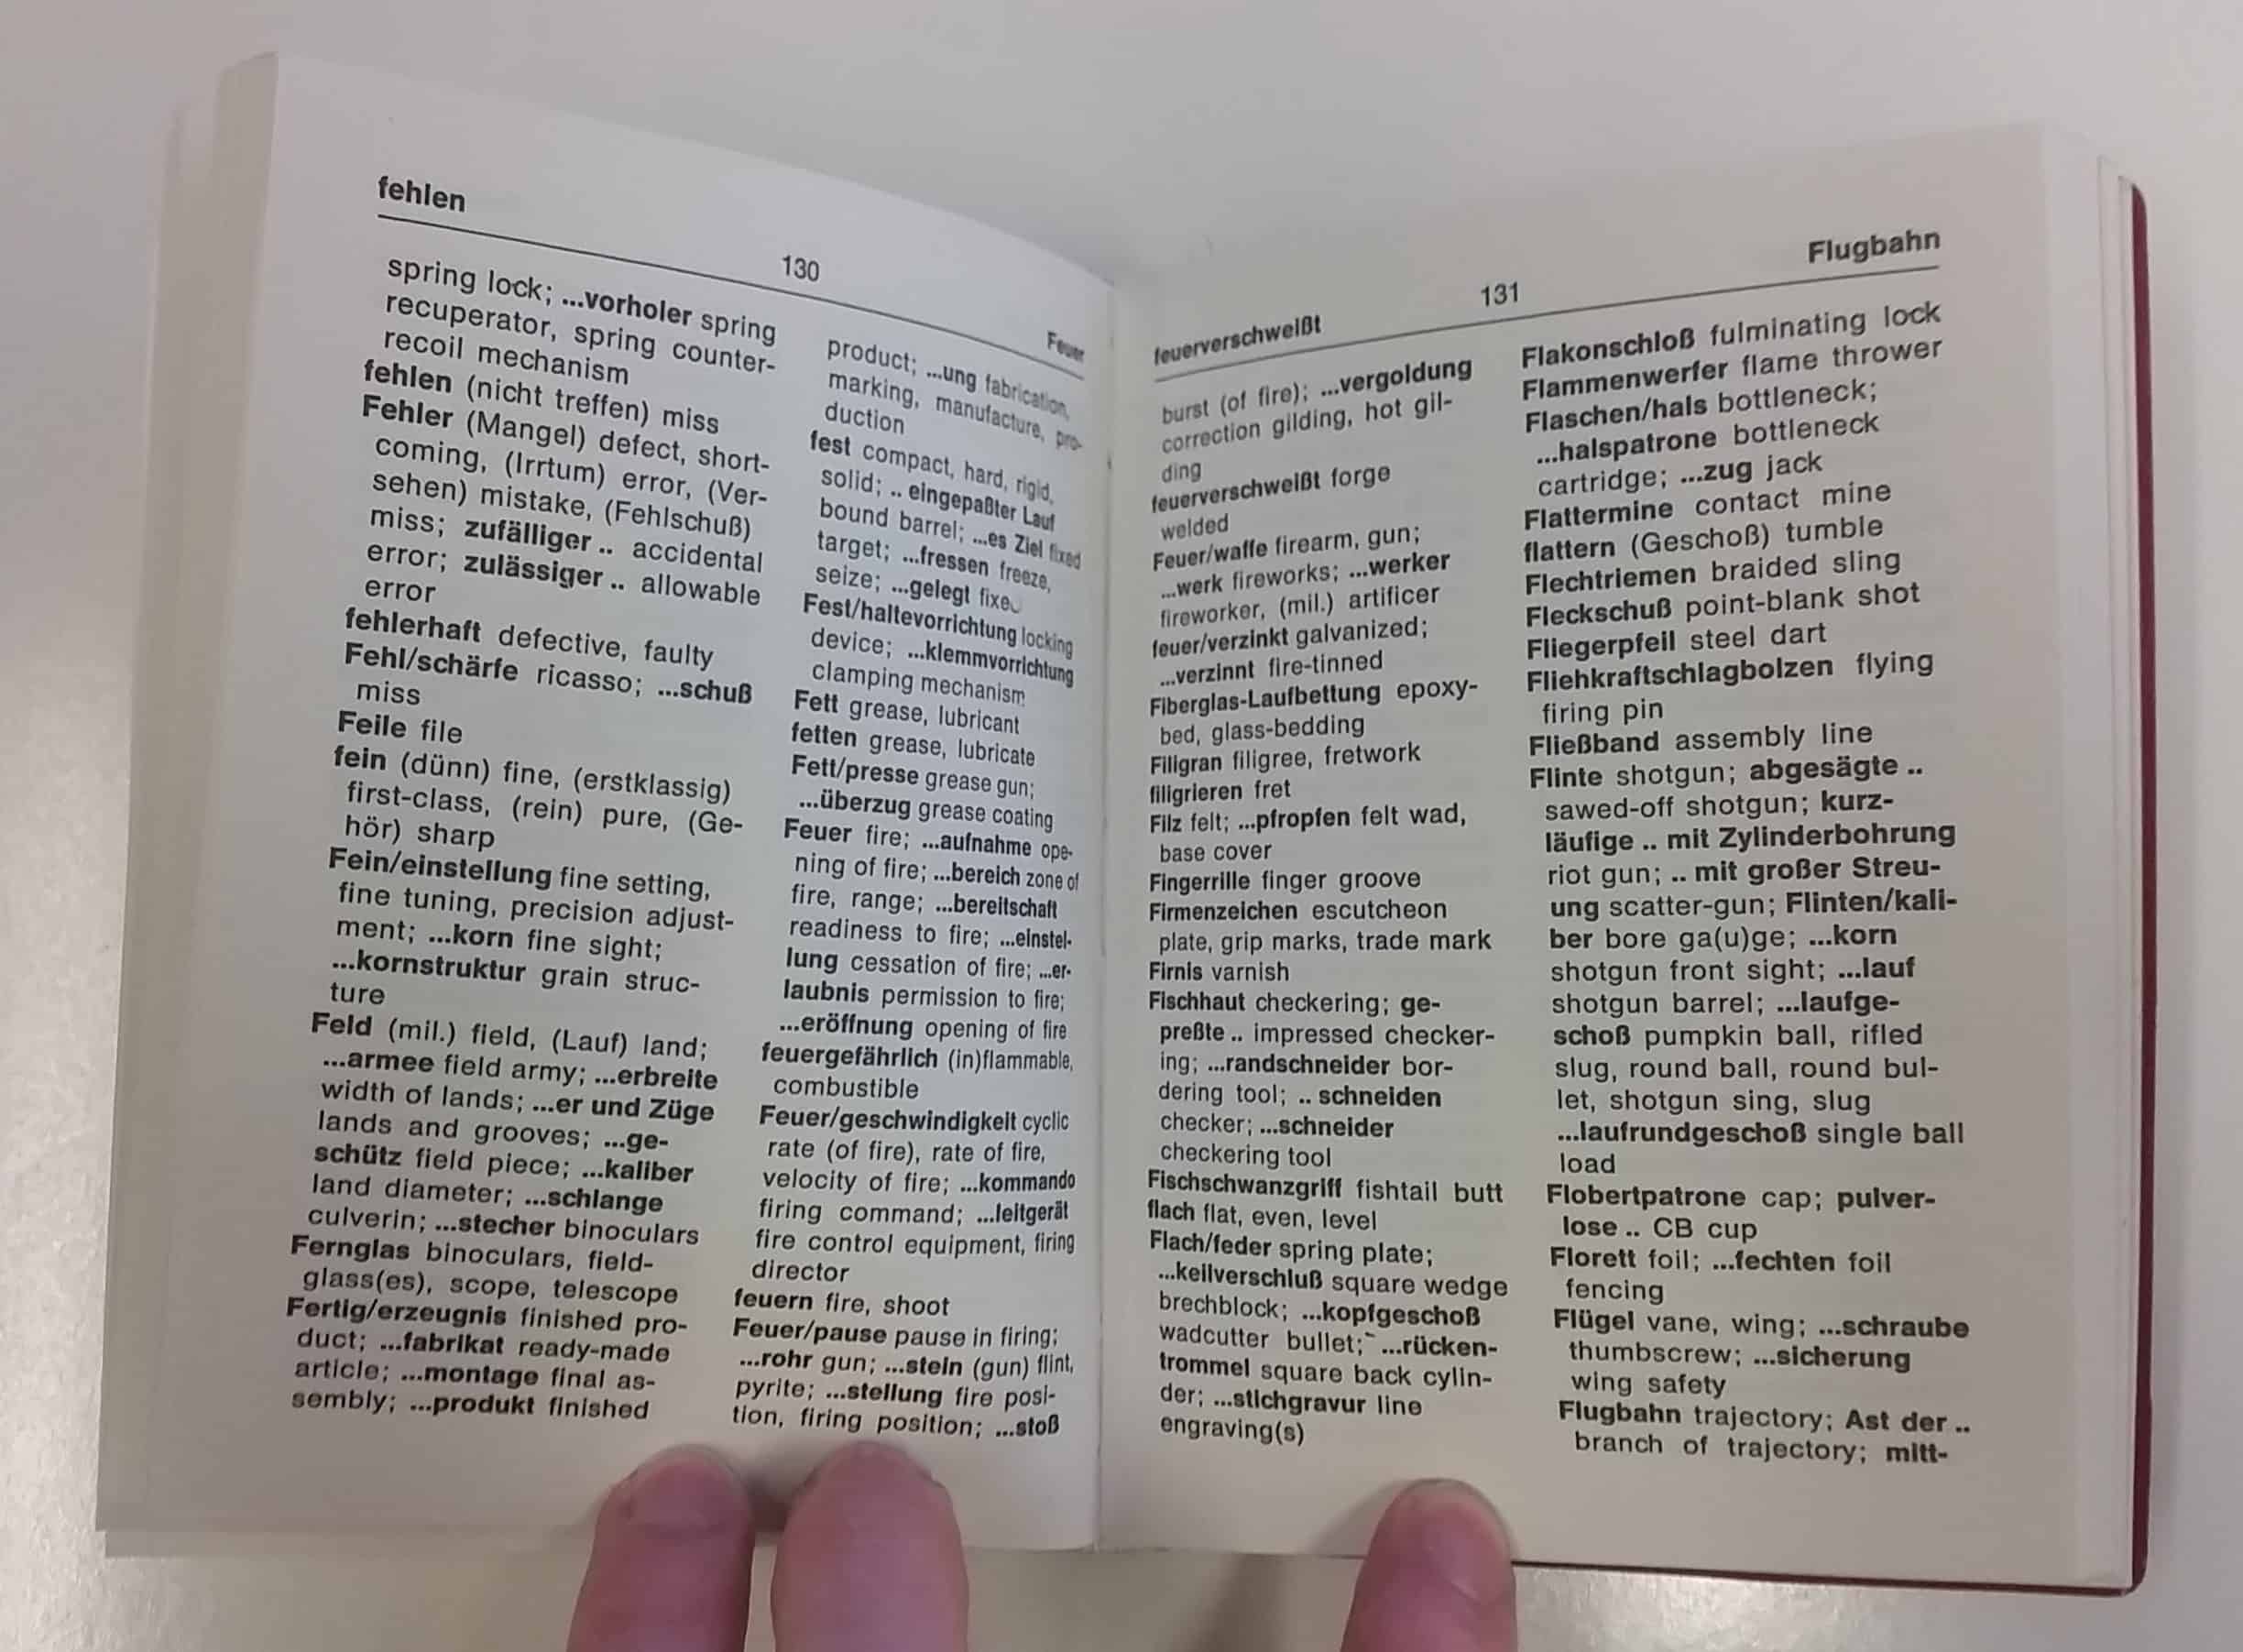 fehlen
130
Feuer
spring lock; ...vorholer spring
recuperator, spring counter-
recoil mechanism
fehlen (nicht treffen) miss
Fehler (Mangel) defect, short-
coming, (Irrtum) error, (Ver-
sehen) mistake, (Fehlschuß)
miss; zufälliger .. accidental
error; zulässiger .. allowable
error
fehlerhaft defective, faulty
Fehl/schärfe ricasso; ...schuß
miss
Feile file
fein (dünn) fine, (erstklassig)
first-class, (rein) pure, (Ge-
hör) sharp
Fein/einstellung fine setting,
fine tuning, precision adjust-
ment; ...korn fine sight;
...kornstruktur grain struc-
ture
Feld (mil.) field, (Lauf) land;
...armee field army; ...erbreite
width of lands; ...er und Züge
lands and grooves; ...ge-
schütz field piece; ...kaliber
land diameter; ...schlange
culverin; ...stecher binoculars
Fernglas binoculars, field-
glass(es), scope, telescope
Fertig/erzeugnis finished pro-
duct; ...fabrikat ready-made
article; ...montage final as-
sembly; ...produkt finished
product; ...ung fabrication,
marking, manufacture, pro-
duction
fest compact, hard, rigid,
solid; .. eingepaßter Lauf
bound barrel; ...es Ziel fixed
target; ...fressen freeze,
seize; ...gelegt fixed
Fest/haltevorrichtung locking
device; ...klemmvorrichtung
clamping mechanism
Fett grease, lubricant
fetten grease, lubricate
Fett/presse grease gun;
...überzug grease coating
Feuer fire; ...aufnahme ope-
ning of fire; ...bereich zone of
fire, range; ...bereitschaft
readiness to fire; ...einstel-
lung cessation of fire; ...er-
laubnis permission to fire;
...eröffnung opening of fire
feuergefährlich (in)flammable,
combustible
Feuer/geschwindigkeit cyclic
rate (of fire), rate of fire,
velocity of fire; ...kommando
firing command; ...leitgerät
fire control equipment, firing
director
feuern fire, shoot
Feuer/pause pause in firing;
...rohr gun; ...stein (gun) flint,
pyrite; ...stellung fire posi-
tion, firing position; ...stoß
feuerverschweißt
131
Flugbahn
burst (of fire); ...vergoldung
correction gilding, hot gil-
ding
feuerverschweißt forge
welded
Feuer/waffe firearm, gun;
...werk fireworks; ...werker
fireworker, (mil.) artificer
feuer/verzinkt galvanized;
...verzinnt fire-tinned
Fiberglas-Laufbettung epoxy-
bed, glass-bedding
Filigran filigree, fretwork
filigrieren fret
Filz felt; ...pfropfen felt wad,
base cover
Fingerrille finger groove
Firmenzeichen escutcheon
plate, grip marks, trade mark
Firnis varnish
Fischhaut checkering; ge-
preßte .. impressed checker-
ing; ...randschneider bor-
dering tool; .. schneiden
checker; ...schneider
checkering tool
Fischschwanzgriff fishtail butt
flach flat, even, level
Flach/feder spring plate;
...keilverschluß square wedge
brechblock; ...kopfgeschoß
wadcutter bullet; ...rücken-
trommel square back cylin-
der; ...stichgravur line
engraving(s)
Flakonschloß fulminating lock
Flammenwerfer flame thrower
Flaschen/hals bottleneck;
...halspatrone bottleneck
cartridge; ...zug jack
Flattermine contact mine
flattern (Geschoß) tumble
Flechtriemen braided sling
Fleckschuß point-blank shot
Fliegerpfeil steel dart
Fliehkraftschlagbolzen flying
firing pin
Fließband assembly line
Flinte shotgun; abgesägte ..
sawed-off shotgun; kurz-
läufige .. mit Zylinderbohrung
riot gun; .. mit großer Streu-
ung scatter-gun; Flinten/kali-
ber bore ga(u)ge; ...korn
shotgun front sight; ...lauf
shotgun barrel; ...laufge-
schoß pumpkin ball, rifled
slug, round ball, round bul-
let, shotgun sing, slug
...laufrundgeschoß single ball
load
Flobertpatrone cap; pulver-
lose .. CB cup
Florett foil; ...fechten foil
fencing
Flügel vane, wing; ...schraube
thumbscrew; ...sicherung
wing safety
Flugbahn trajectory; Ast der ..
branch of trajectory; mitt-